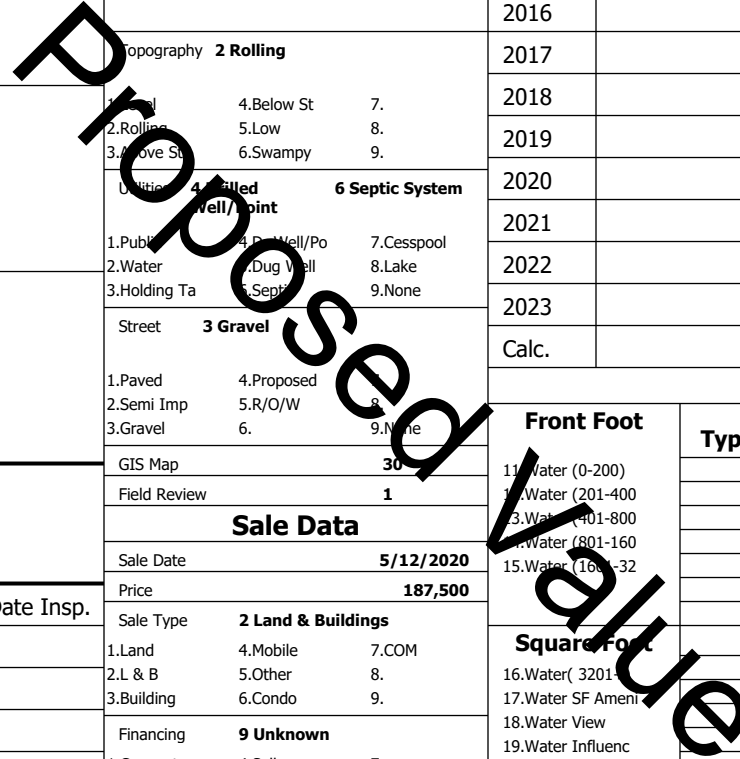 Topography 2 Rolling
4.Below St 7.
2.Rolling 5.Low 8.
3.Above St 6.Swampy 9.
Utilities 4 Drilled 6 Septic System
Well/Point
1.Public 4.Dr Well/Po 7.Cesspool
2.Water 5.Dug Well 8.Lake
3.Holding Ta 6.Septic 9.None
Street 3 Gravel
1.Paved 4.Proposed 7.
2.Semi Imp 5.R/O/W 8.
3.Gravel 6. 9.None
GIS Map 30
Field Review 1
Sale Data
Sale Date 5/12/2020
Price 187,500
Sale Type 2 Land & Buildings
1.Land 4.Mobile 7.COM
2.L & B 5.Other 8.
3.Building 6.Condo 9.
Financing 9 Unknown
Date Insp.
2016
2017
2018
2019
2020
2021
2022
2023
Calc.
Front Foot
Typ
11.Water (0-200)
12.Water (201-400
13.Water (401-800
14.Water (801-160
15.Water (1601-32
Square Foot
16.Water( 3201-
17.Water SF Ameni
18.Water View
19.Water Influenc
Proposed Value